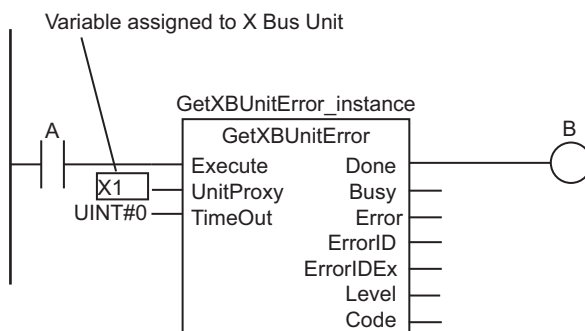 Variable assigned to X Bus Unit
GetXBUnitError_instance
A
GetXBUnitError
B
Execute Done
X1 UnitProxy Busy
UINT#0 TimeOut Error
ErrorID
ErrorIDEx
Level
Code